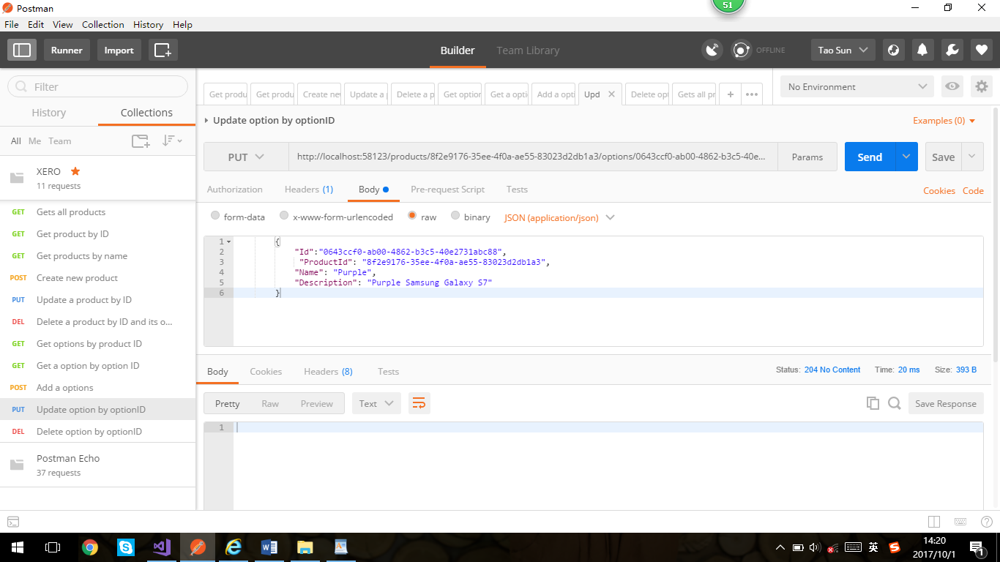 Postman
51
File Edit View Collection History Help
Runner Import Builder Team Library OFFLINE Tao Sun
Filter
History Collections
All Me Team
XERO
11 requests
GET Gets all products
GET Get product by ID
GET Get products by name
POST Create new product
PUT Update a product by ID
DEL Delete a product by ID and its o...
GET Get options by product ID
GET Get a option by option ID
POST Add a options
PUT Update option by optionID
DEL Delete option by optionID
Postman Echo
37 requests
Get produ Get produ Create new Update a p Delete a p Get option Get a opti Add a opti Upd Delete opt Gets all pr
No Environment
Update option by optionID
Examples (0)
PUT http://localhost:58123/products/8f2e9176-35ee-4f0a-ae55-83023d2db1a3/options/0643ccf0-ab00-4862-b3c5-40e... Params Send Save
Authorization Headers (1) Body Pre-request Script Tests Cookies Code
form-data x-www-form-urlencoded raw binary JSON (application/json)
1 {
2 "Id":"0643ccf0-ab00-4862-b3c5-40e2731abc88",
3 "ProductId": "8f2e9176-35ee-4f0a-ae55-83023d2db1a3",
4 "Name": "Purple",
5 "Description": "Purple Samsung Galaxy S7"
6 }
Body Cookies Headers (8) Tests Status: 204 No Content Time: 20 ms Size: 393 B
Pretty Raw Preview Text Save Response
1
英
14:20
2017/10/1
1